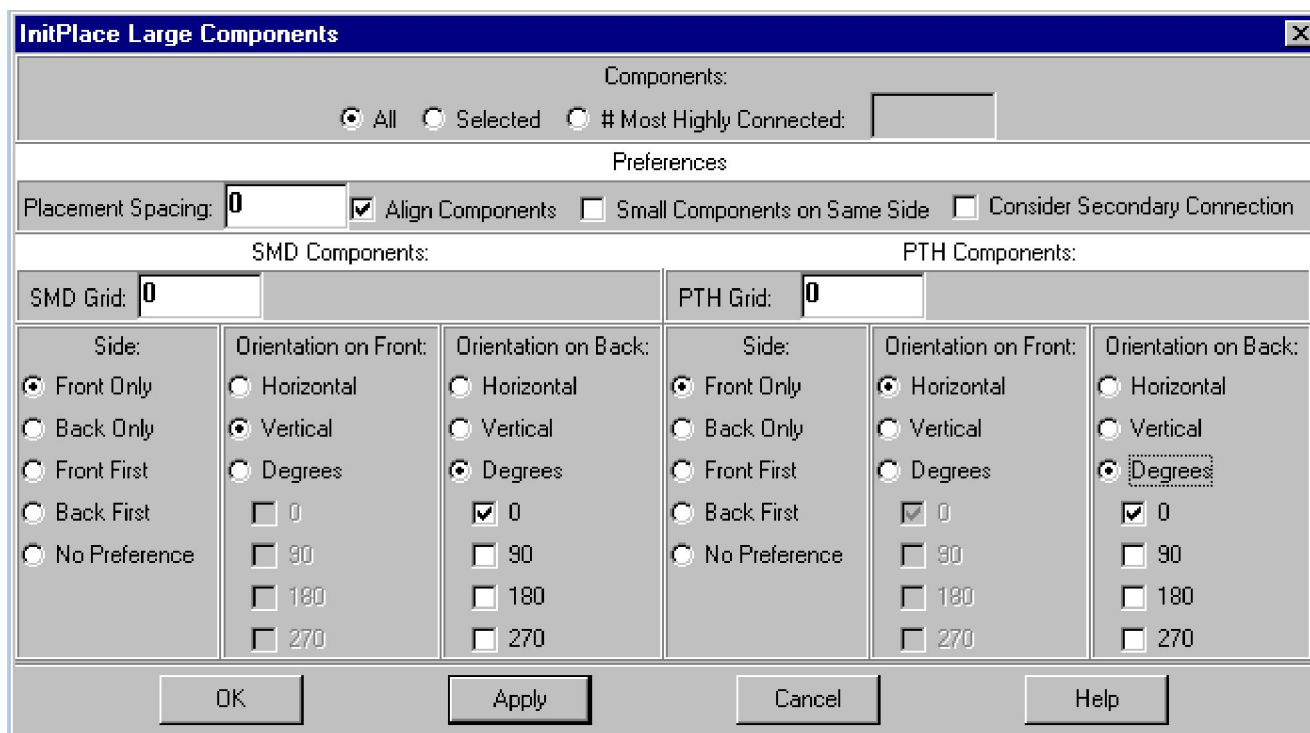 InitPlace Large Components
Components:
All Selected # Most Highly Connected:
Preferences
Placement Spacing: 0 Align Components Small Components on Same Side Consider Secondary Connection
SMD Components: PTH Components:
SMD Grid: 0 PTH Grid: 0
Side: Orientation on Front: Orientation on Back: Side: Orientation on Front: Orientation on Back:
Front Only Horizontal Horizontal Front Only Horizontal Horizontal
Back Only Vertical Vertical Back Only Vertical Vertical
Front First Degrees Degrees Front First Degrees Degrees
Back First 0 0 Back First 0 0
No Preference 90 90 No Preference 90 90
180 180 180 180
270 270 270 270
OK Apply Cancel Help